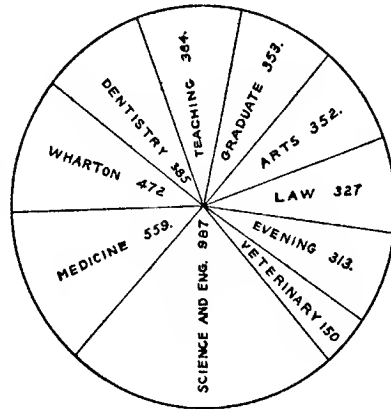 TEACHING 364.
GRADUATE 353.
ARTS 352.
LAW 327
EVENING 313.
VETERINARY 150
SCIENCE AND ENG. 987
MEDICINE 559.
WHARTON 472
DENTISTRY 385